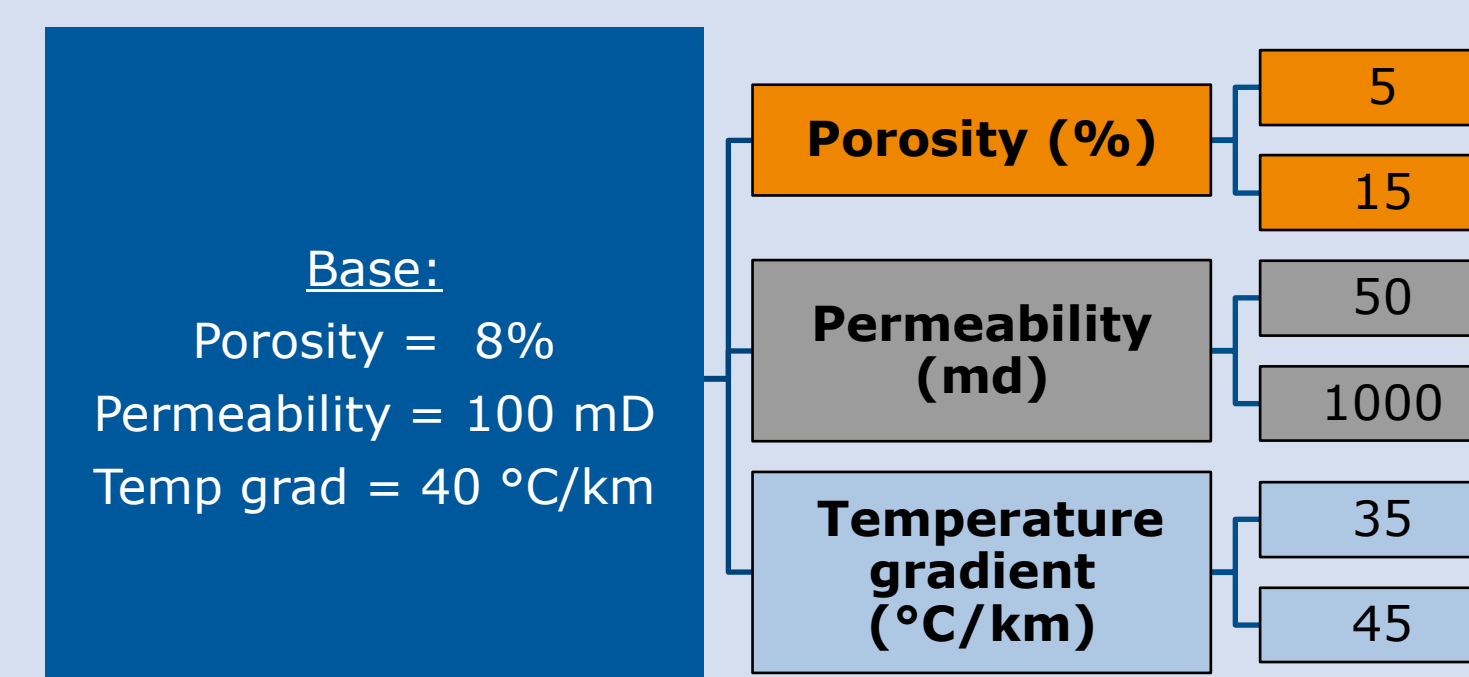 Base:
Porosity =  8%
Permeability = 100 mD
Temp grad = 40 °C/km
Porosity (%)
5
15
Permeability
(md)
50
1000
Temperature
gradient
(°C/km)
35
45